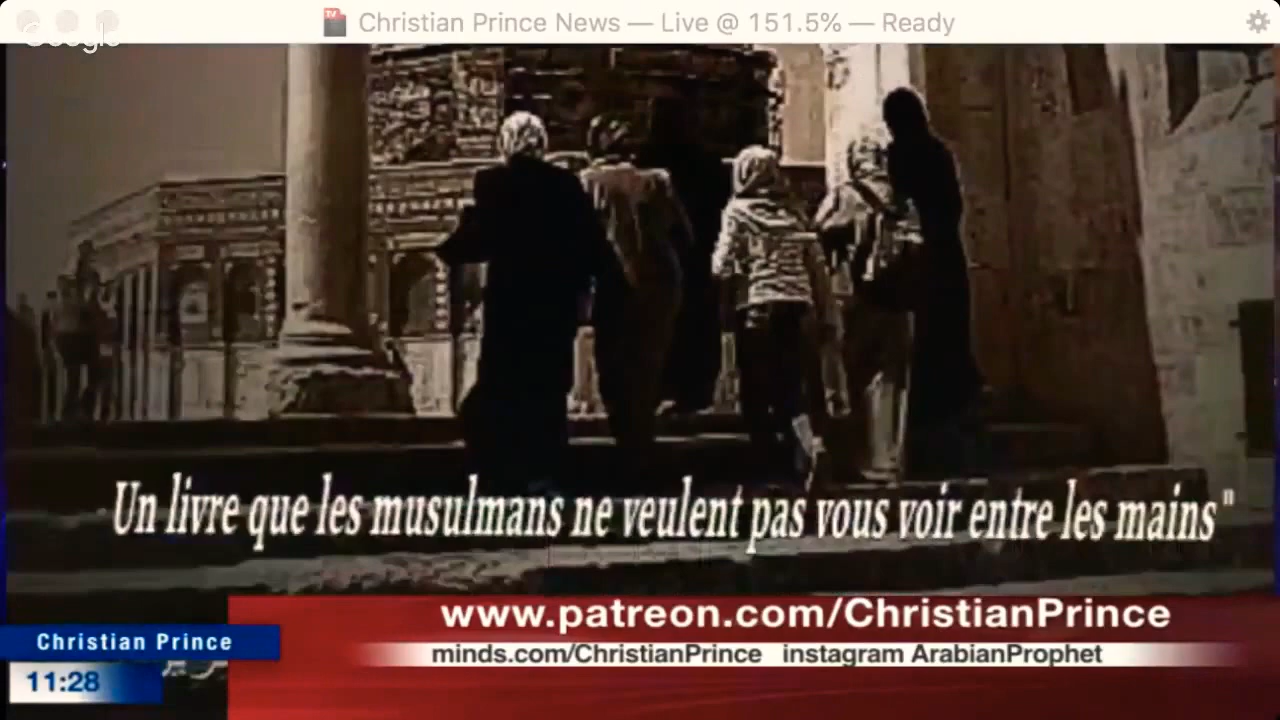 Christian Prince News — Live @ 151.5% — Ready
Google
Un livre que les musulmans ne veulent pas vous voir entre les mains"
www.patreon.com/ChristianPrince
minds.com/ChristianPrince instagram ArabianProphet
Christian Prince
11:28